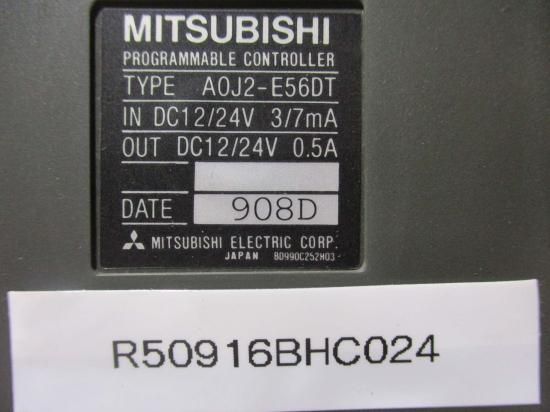 MITSUBISHI
PROGRAMMABLE CONTROLLER
TYPE A0J2-E56DT
IN DC12/24V 3/7mA
OUT DC12/24V 0.5A
DATE 908D
MITSUBISHI ELECTRIC CORP.
JAPAN BD990C252H03
R50916BHC024